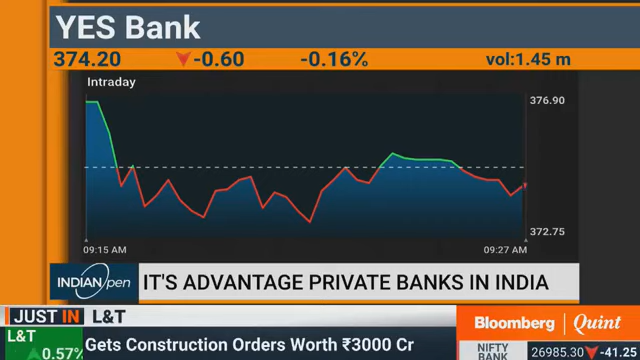 YES Bank
374.20 -0.60 -0.16% vol:1.45 m
Intraday
376.90
372.75
09:15 AM 09:27 AM
INDIAN Open IT'S ADVANTAGE PRIVATE BANKS IN INDIA
JUST IN L&T
L&T
0.57%
Gets Construction Orders Worth ₹3000 Cr
Bloomberg | Quint
NIFTY BANK 26985.30 -41.25